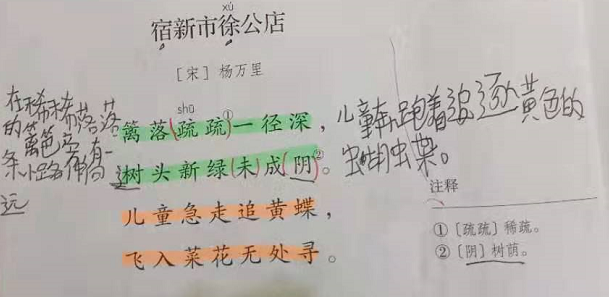 xú
宿新市徐公店
[宋] 杨万里
在稀稀落落
的篱笆旁有一
条小路伸向
远
shū
篱落(疏疏)①一径深，
树头新绿(未)成(阴)②。
儿童急走追黄蝶，
飞入菜花无处寻。
儿童奔跑着追逐黄色的
蝴蝶。
注释
①〔疏疏〕稀疏。
②〔阴〕树荫。